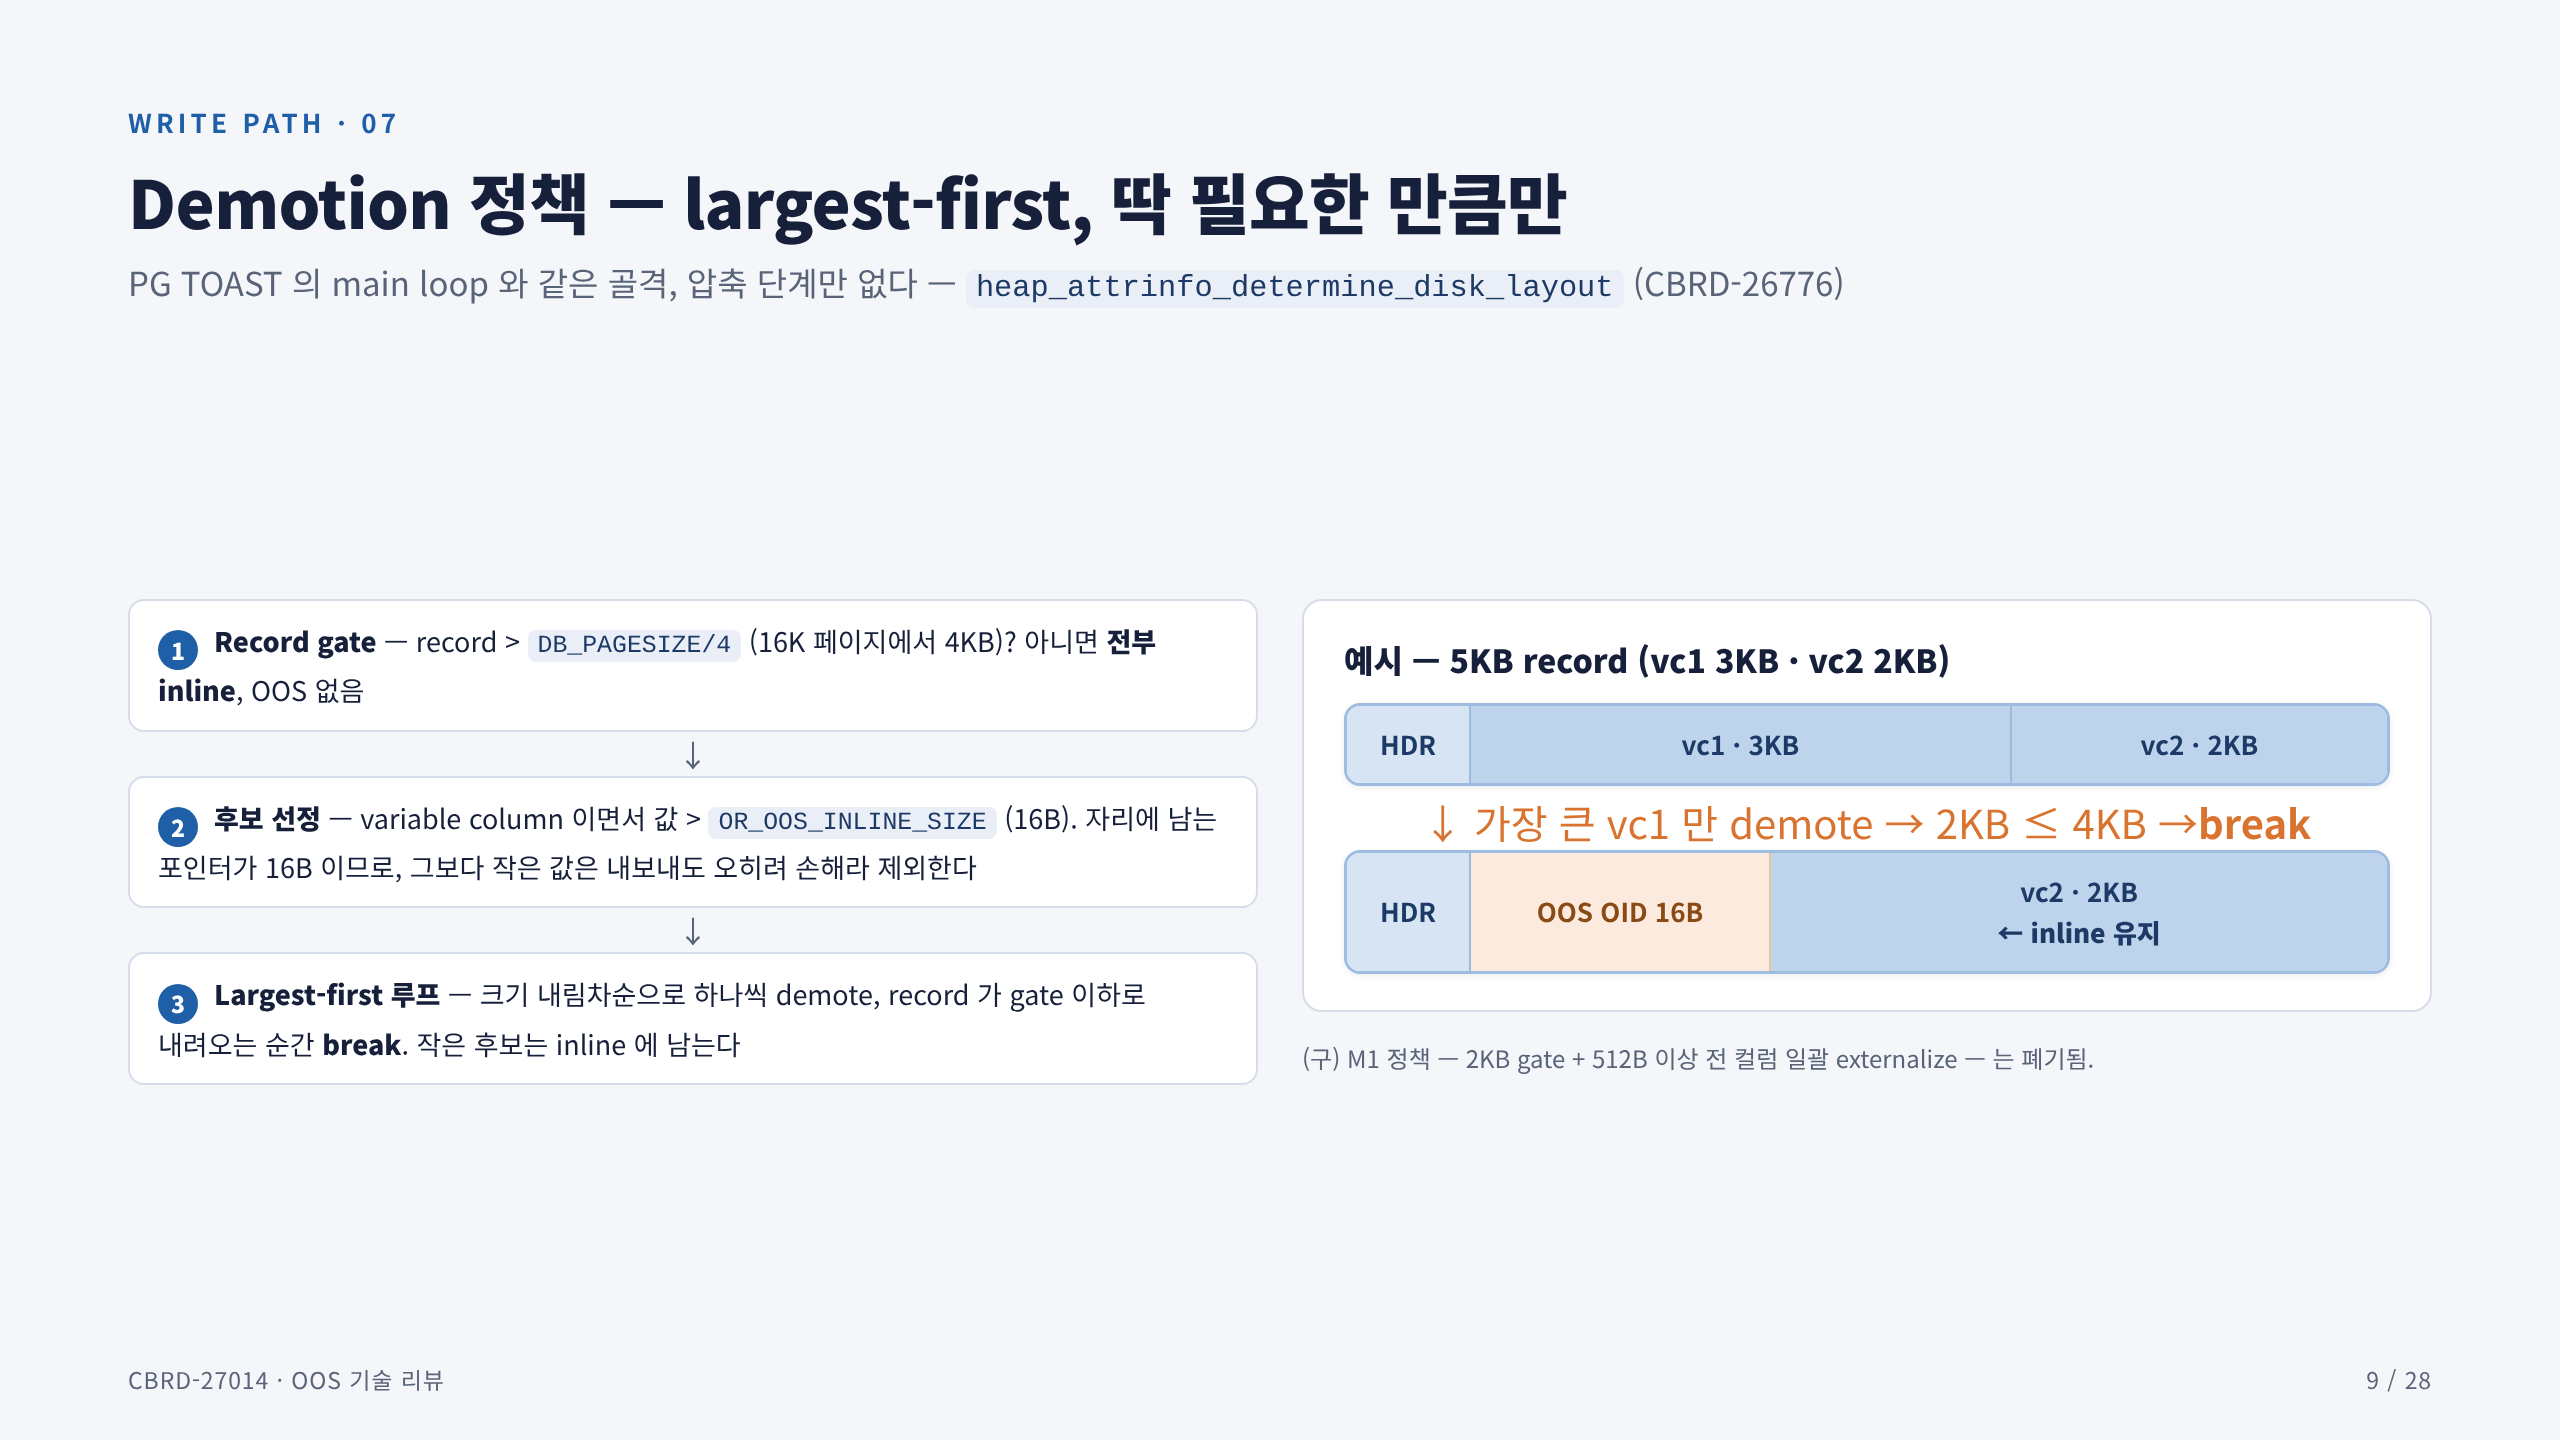 WRITE PATH · 07
Demotion 정책 — largest-first, 딱 필요한 만큼만
PG TOAST 의 main loop 와 같은 골격, 압축 단계만 없다 — heap_attrinfo_determine_disk_layout (CBRD-26776)
1 Record gate — record > DB_PAGESIZE/4 (16K 페이지에서 4KB)? 아니면 전부
inline, OOS 없음
↓
2 후보 선정 — variable column 이면서 값 > OR_OOS_INLINE_SIZE (16B). 자리에 남는
포인터가 16B 이므로, 그보다 작은 값은 내보내도 오히려 손해라 제외한다
↓
3 Largest-first 루프 — 크기 내림차순으로 하나씩 demote, record 가 gate 이하로
내려오는 순간 break. 작은 후보는 inline 에 남는다
예시 — 5KB record (vc1 3KB · vc2 2KB)
HDR
vc1 · 3KB
vc2 · 2KB
↓ 가장 큰 vc1 만 demote → 2KB ≤ 4KB →break
HDR
OOS OID 16B
vc2 · 2KB
← inline 유지
(구) M1 정책 — 2KB gate + 512B 이상 전 컬럼 일괄 externalize — 는 폐기됨.
CBRD-27014 · OOS 기술 리뷰
9 / 28